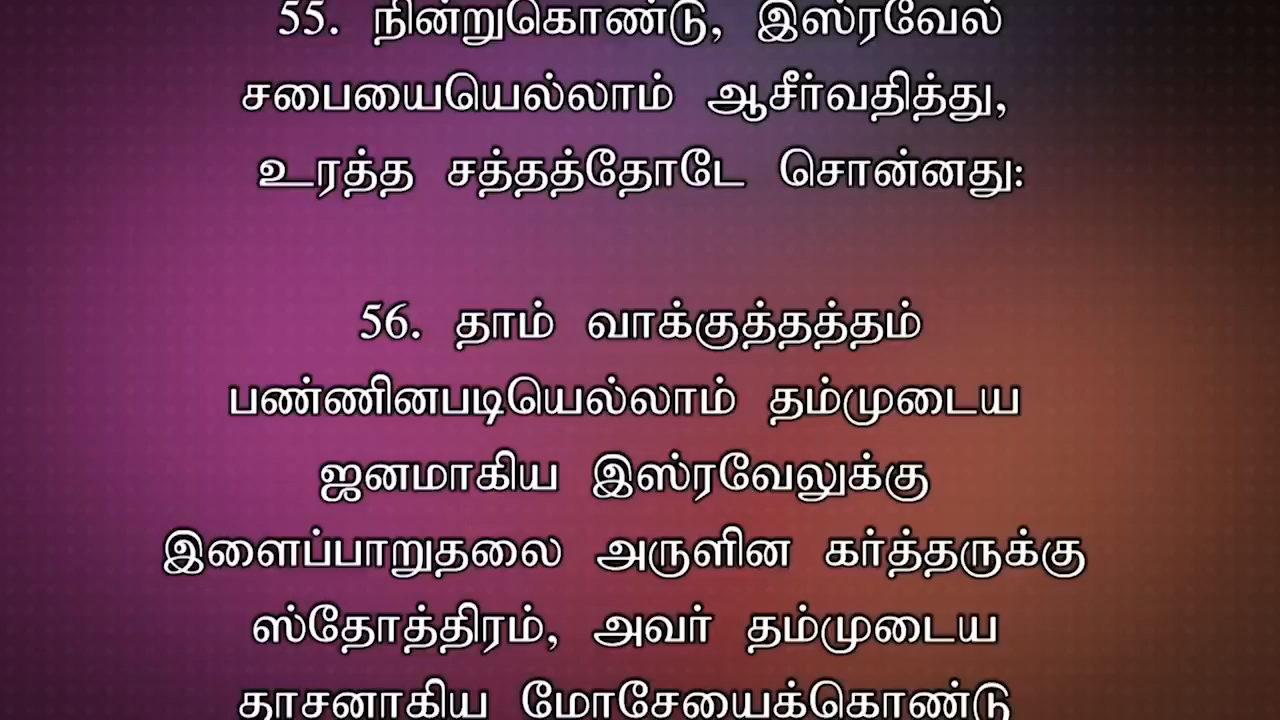 55. நின்றுகொண்டு, இஸ்ரவேல்
சபையையெல்லாம் ஆசீர்வதித்து,
உரத்த சத்தத்தோடே சொன்னது:
56. தாம் வாக்குத்தத்தம்
பண்ணினபடியெல்லாம் தம்முடைய
ஜனமாகிய இஸ்ரவேலுக்கு
இளைப்பாறுதலை அருளின கர்த்தருக்கு
ஸ்தோத்திரம், அவர் தம்முடைய
தாசனாகிய மோசேயைக்கொண்டு